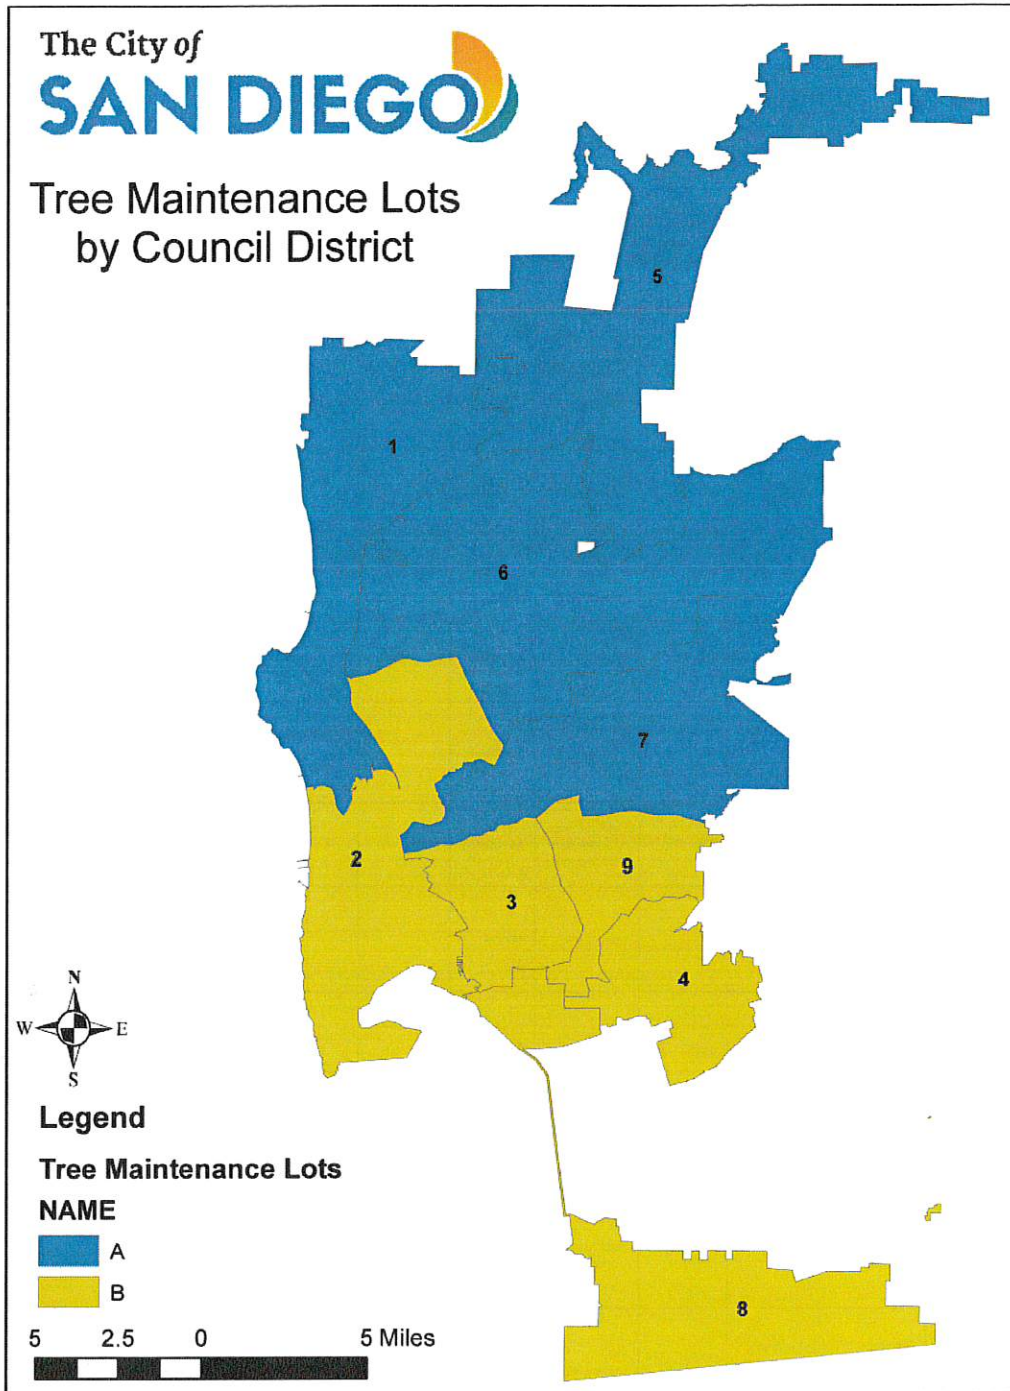 The City of
SAN DIEGO
Tree Maintenance Lots
by Council District
5
1
6
7
2
9
3
4
N
W E
S
Legend
Tree Maintenance Lots
NAME
A
B
8
5 2.5 0 5 Miles